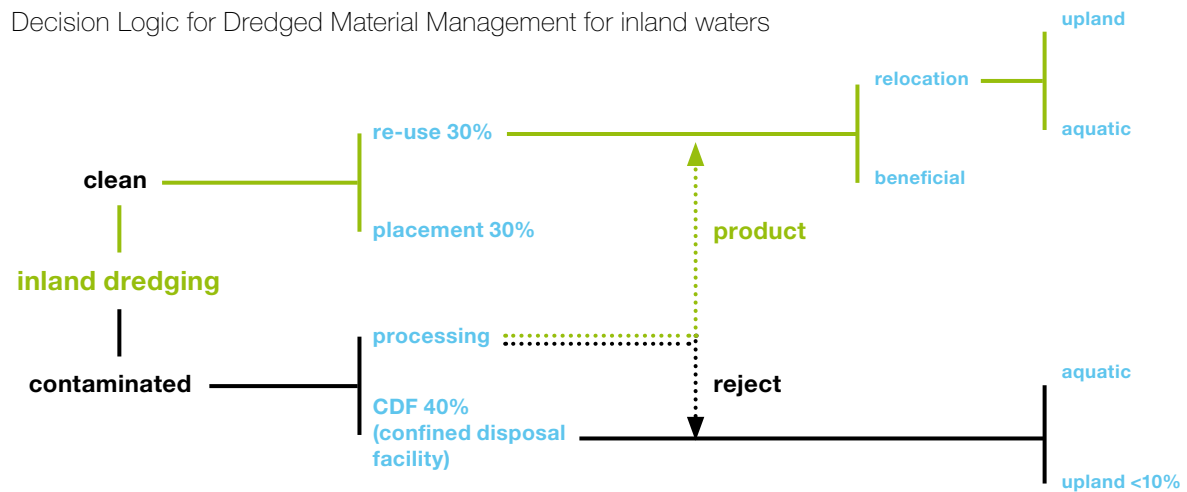 Decision Logic for Dredged Material Management for inland waters
upland
relocation
aquatic
re-use 30%
clean
beneficial
placement 30%
product
inland dredging
processing
contaminated
reject
aquatic
CDF 40%
(confined disposal
facility)
upland <10%